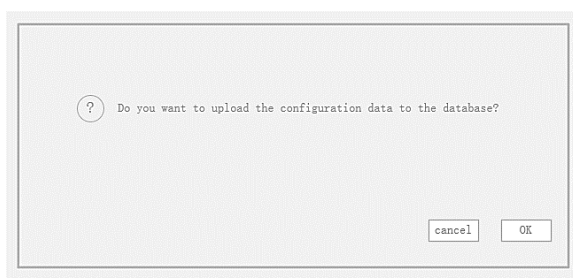 ? Do you want to upload the configuration data to the database?
cancel OK